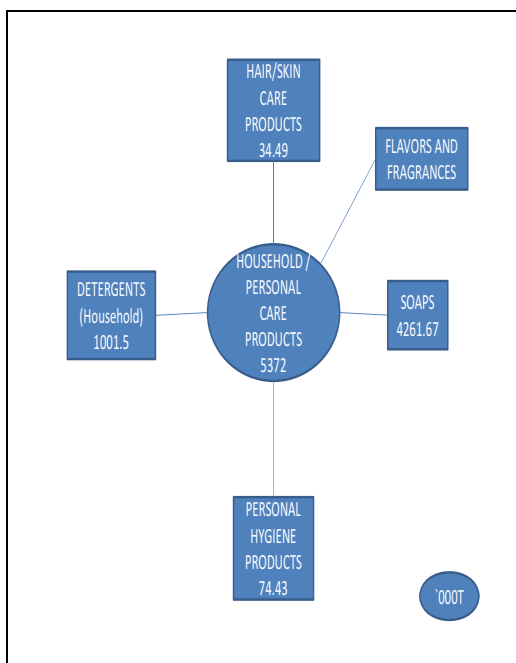 HAIR/SKIN
CARE
PRODUCTS
34.49
FLAVORS AND
FRAGRANCES
HOUSEHOLD /
PERSONAL
CARE
PRODUCTS
5372
DETERGENTS
(Household)
1001.5
SOAPS
4261.67
PERSONAL
HYGIENE
PRODUCTS
74.43
`000T